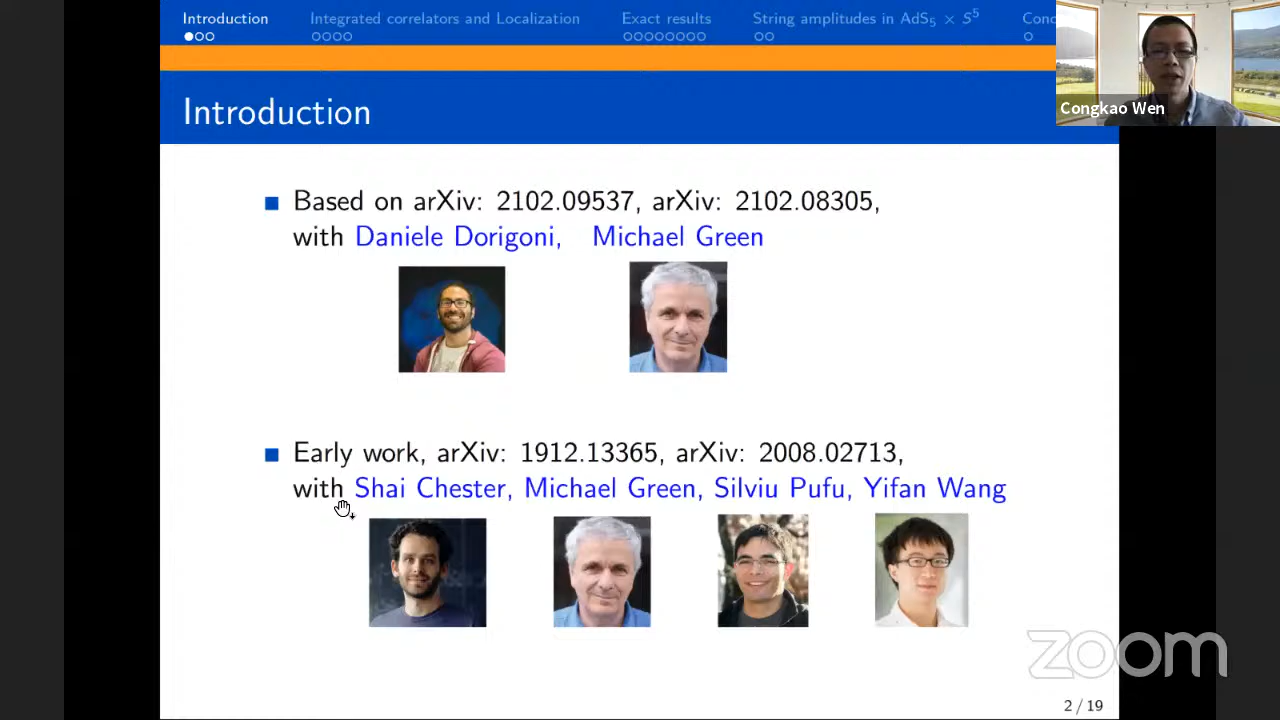 Introduction Integrated correlators and Localization Exact results String amplitudes in AdS₅ × S⁵ Conc
Congkao Wen
Introduction
Based on arXiv: 2102.09537, arXiv: 2102.08305,
with Daniele Dorigoni, Michael Green
Early work, arXiv: 1912.13365, arXiv: 2008.02713,
with Shai Chester, Michael Green, Silviu Pufu, Yifan Wang
zoom
2 / 19